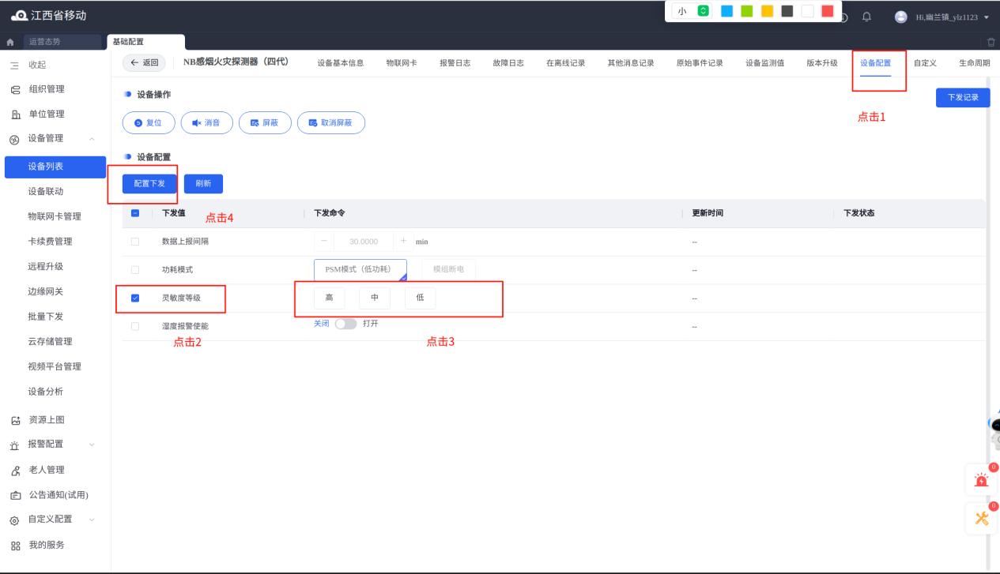 江西省移动
小
Hi,幽兰镇_ylz1123
运营态势
基础配置
收起
组织管理
单位管理
设备管理
设备列表
设备联动
物联网卡管理
卡续费管理
远程升级
边缘网关
批量下发
云存储管理
视频平台管理
设备分析
资源上图
报警配置
老人管理
公告通知(试用)
自定义配置
我的服务
返回
NB感烟火灾探测器（四代）
设备基本信息
物联网卡
报警日志
故障日志
在离线记录
其他消息记录
原始事件记录
设备监测值
版本升级
设备配置
自定义
生命周期
点击1
设备操作
下发记录
复位
消音
屏蔽
取消屏蔽
设备配置
配置下发
刷新
点击4
下发值
下发命令
更新时间
下发状态
数据上报间隔
30.0000
min
--
功耗模式
PSM模式（低功耗）
模组断电
--
灵敏度等级
高
中
低
--
湿度报警使能
关闭
打开
--
点击2
点击3
0
0